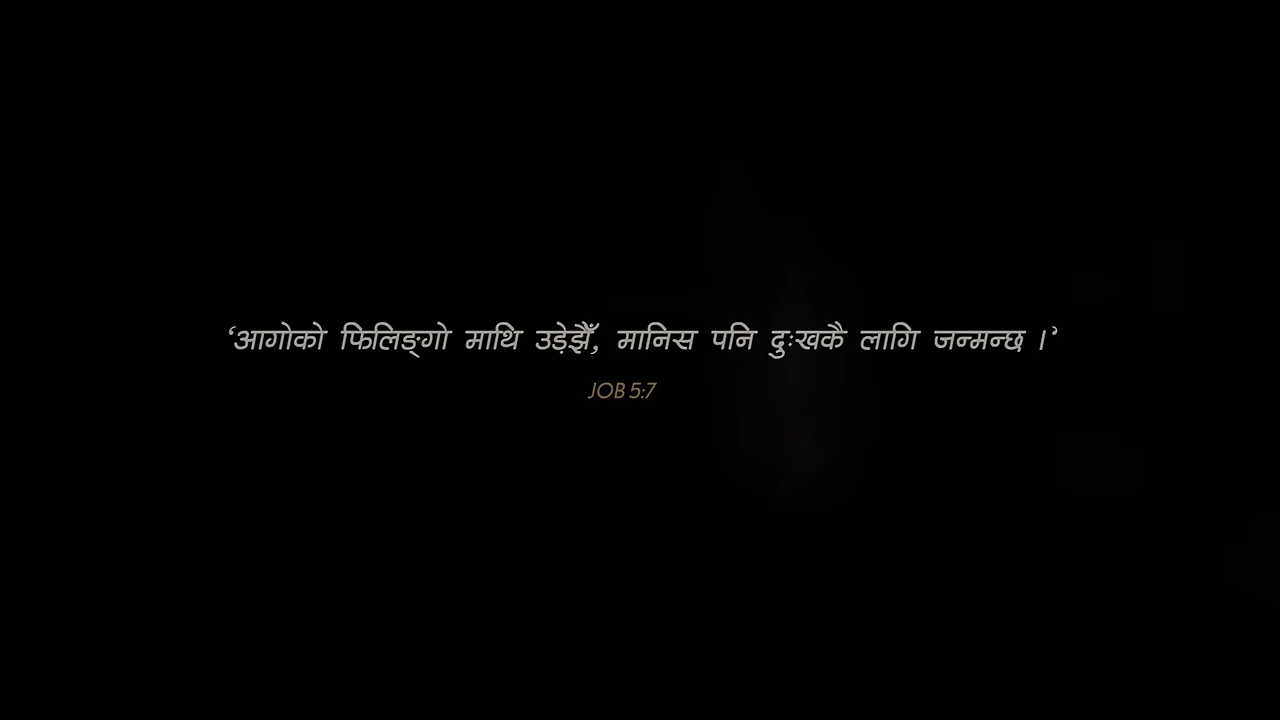 ‘आगोको फिलिङ्गो माथि उड़ेझैँ, मानिस पनि दुःखकै लागि जन्मन्छ ।’
JOB 5:7